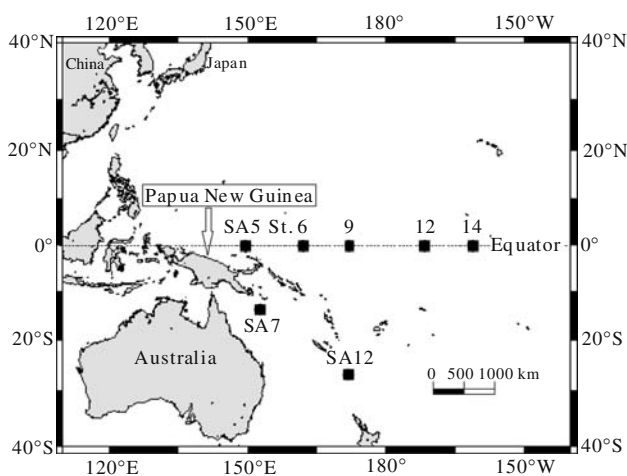 120°E 150°E 180° 150°W
40°N 40°N
China Japan
20°N 20°N
Papua New Guinea
SA5 St. 6 9 12 14
0° Equator 0°
SA7
20°S 20°S
Australia SA12
0 500 1000 km
40°S 40°S
120°E 150°E 180° 150°W